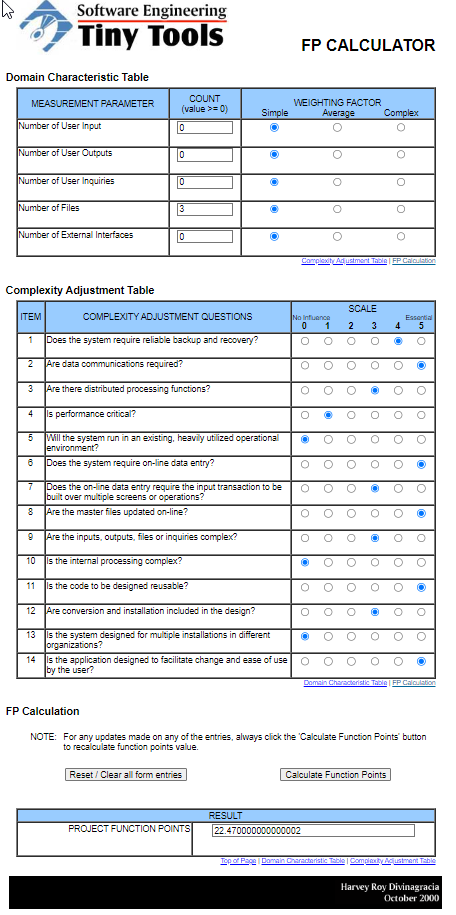 Software Engineering
Tiny Tools
FP CALCULATOR
Domain Characteristic Table
MEASUREMENT PARAMETER
COUNT
(value >= 0)
WEIGHTING FACTOR
Simple Average Complex
Number of User Input 0
Number of User Outputs 0
Number of User Inquiries 0
Number of Files 3
Number of External Interfaces 0
Complexity Adjustment Table | FP Calculation
Complexity Adjustment Table
ITEM COMPLEXITY ADJUSTMENT QUESTIONS
SCALE
No Influence Essential
0 1 2 3 4 5
1 Does the system require reliable backup and recovery?
2 Are data communications required?
3 Are there distributed processing functions?
4 Is performance critical?
5 Will the system run in an existing, heavily utilized operational
environment?
6 Does the system require on-line data entry?
7 Does the on-line data entry require the input transaction to be
built over multiple screens or operations?
8 Are the master files updated on-line?
9 Are the inputs, outputs, files or inquiries complex?
10 Is the internal processing complex?
11 Is the code to be designed reusable?
12 Are conversion and installation included in the design?
13 Is the system designed for multiple installations in different
organizations?
14 Is the application designed to facilitate change and ease of use
by the user?
Domain Characteristic Table | FP Calculation
FP Calculation
NOTE: For any updates made on any of the entries, always click the 'Calculate Function Points' button
to recalculate function points value.
Reset / Clear all form entries Calculate Function Points
RESULT
PROJECT FUNCTION POINTS 22.470000000000002
Top of Page | Domain Characteristic Table | Complexity Adjustment Table
Harvey Roy Divinagracia
October 2000